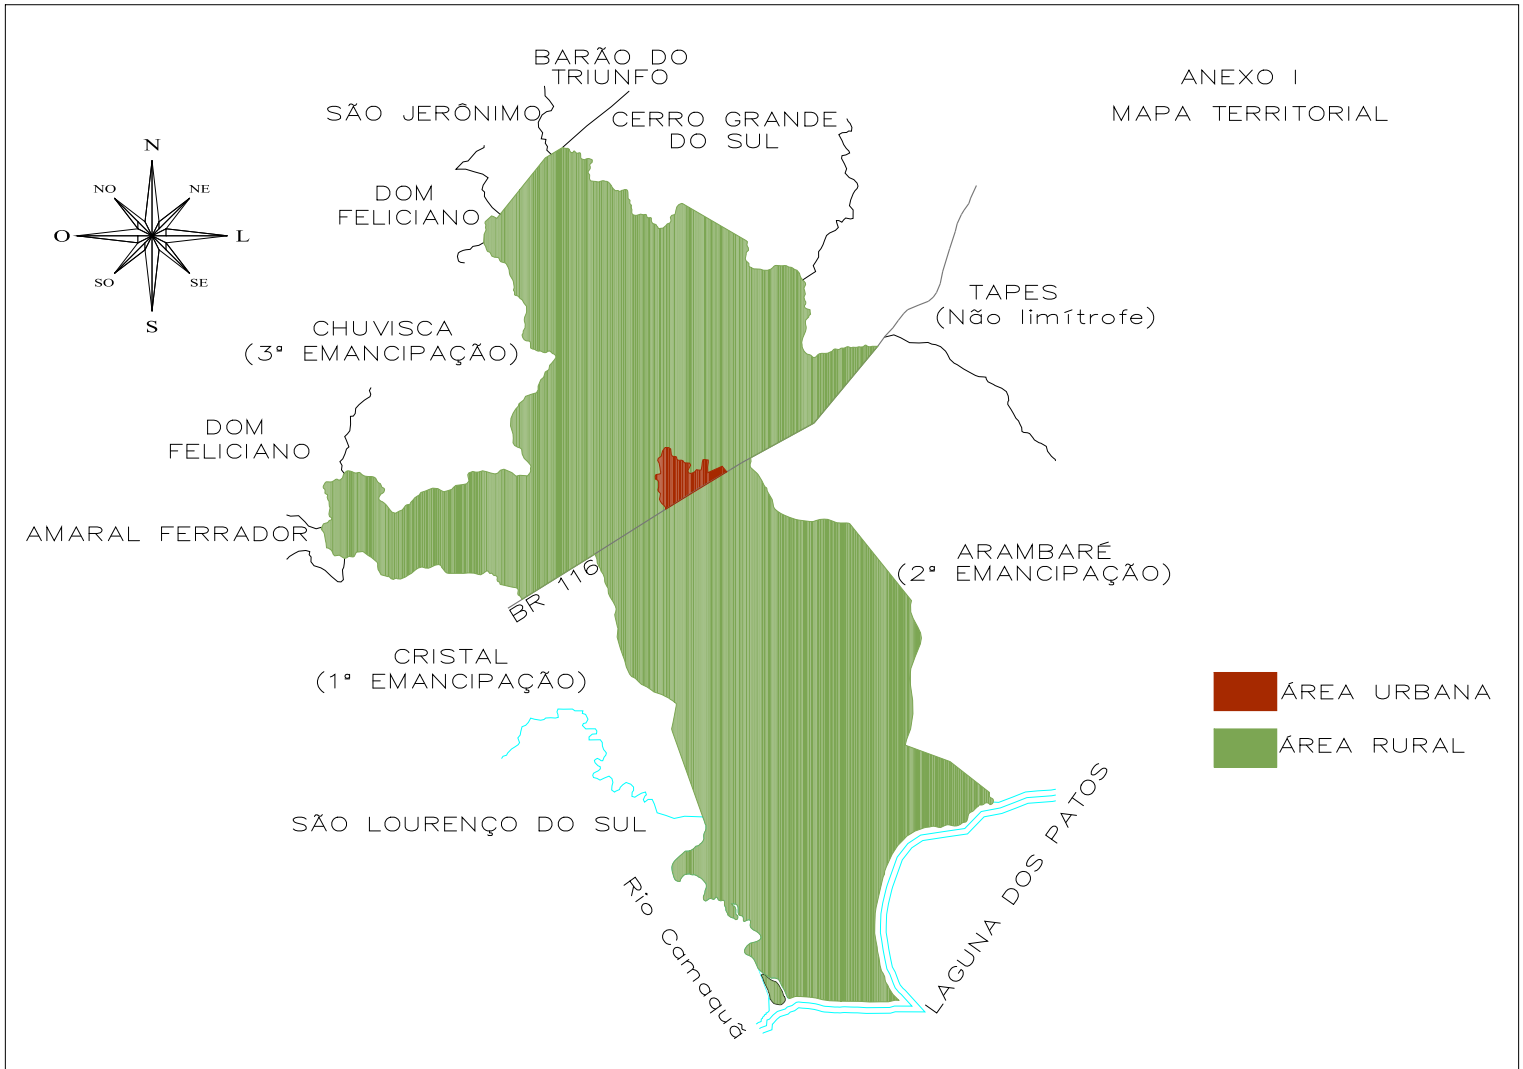 BARÃO DO
TRIUNFO
ANEXO I
MAPA TERRITORIAL
SÃO JERÔNIMO
CERRO GRANDE
DO SUL
N
NO
NE
O
L
SO
SE
S
DOM
FELICIANO
TAPES
(Não limítrofe)
CHUVISCA
(3ª EMANCIPAÇÃO)
DOM
FELICIANO
AMARAL FERRADOR
ARAMBARÉ
(2ª EMANCIPAÇÃO)
BR 116
CRISTAL
(1ª EMANCIPAÇÃO)
ÁREA URBANA
ÁREA RURAL
SÃO LOURENÇO DO SUL
LAGUNA DOS PATOS
Rio Camaquã